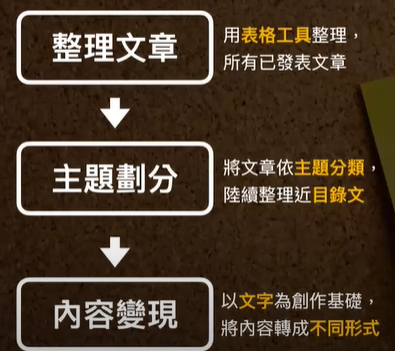 整理文章
用表格工具整理，
所有已發表文章
主題劃分
將文章依主題分類，
陸續整理近目錄文
內容變現
以文字為創作基礎，
將內容轉成不同形式